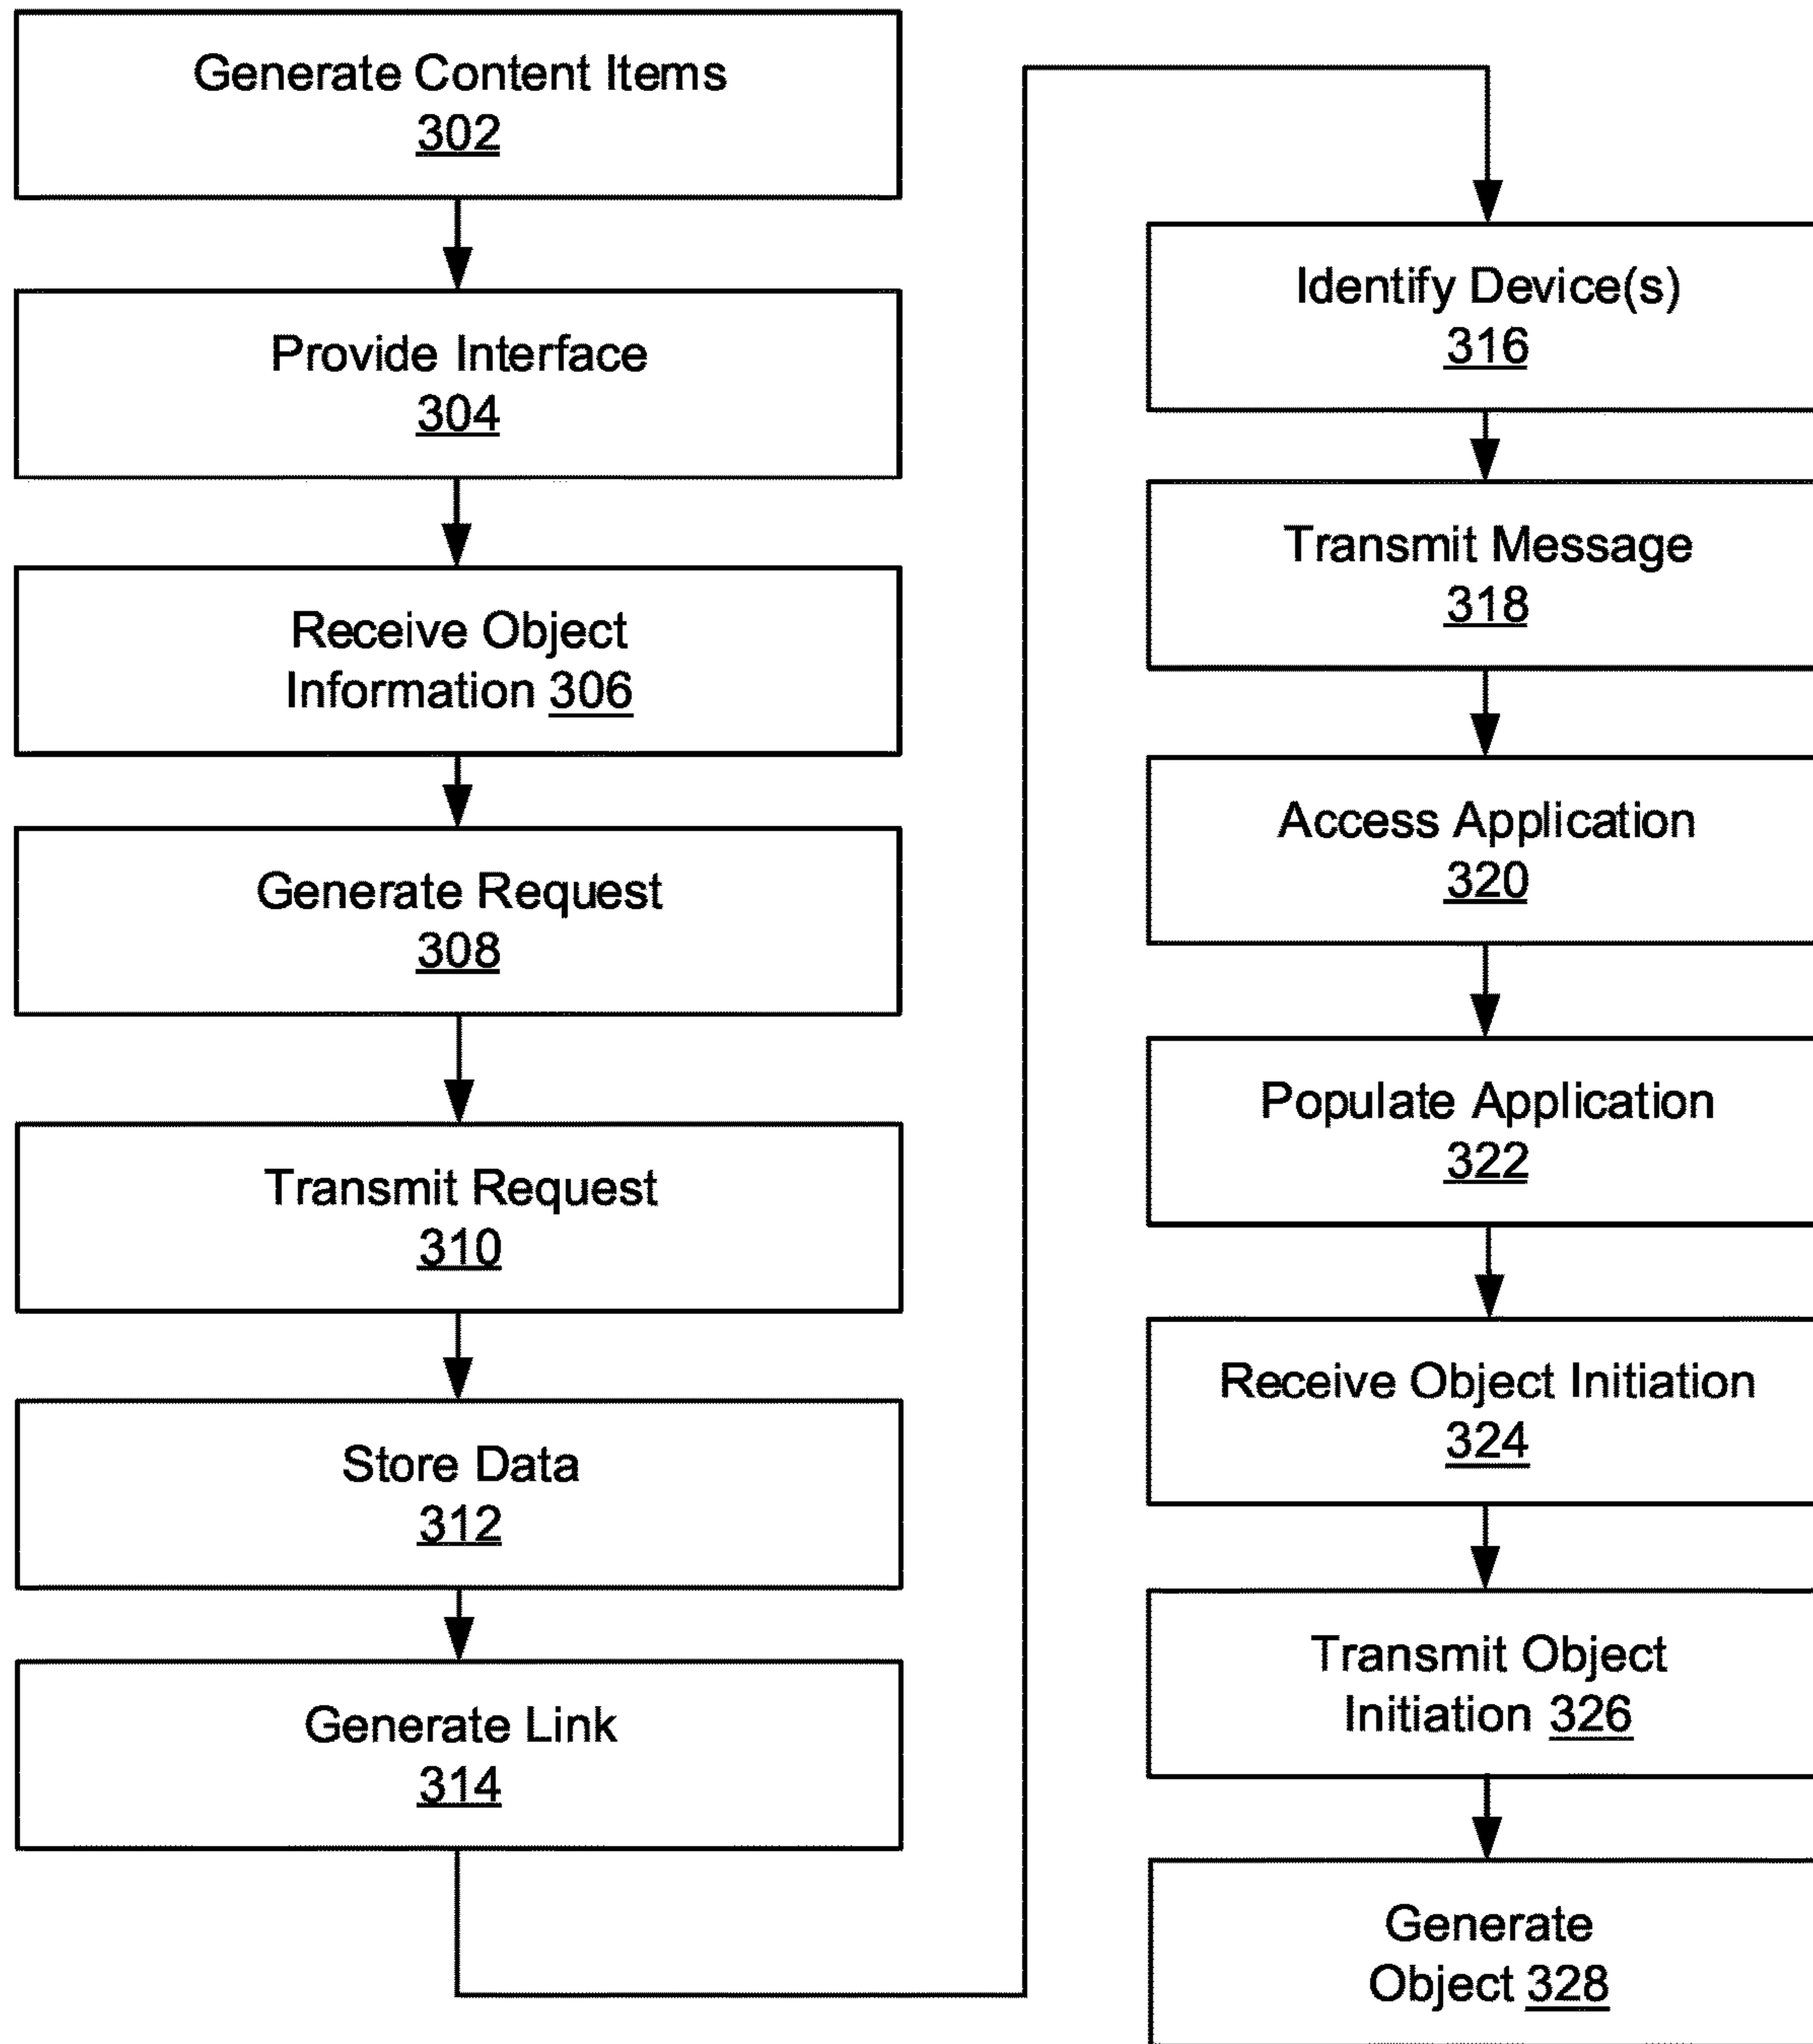 Generate Content Items
302
Provide Interface
304
Receive Object
Information 306
Generate Request
308
Transmit Request
310
Store Data
312
Generate Link
314
Identify Device(s)
316
Transmit Message
318
Access Application
320
Populate Application
322
Receive Object Initiation
324
Transmit Object
Initiation 326
Generate
Object 328